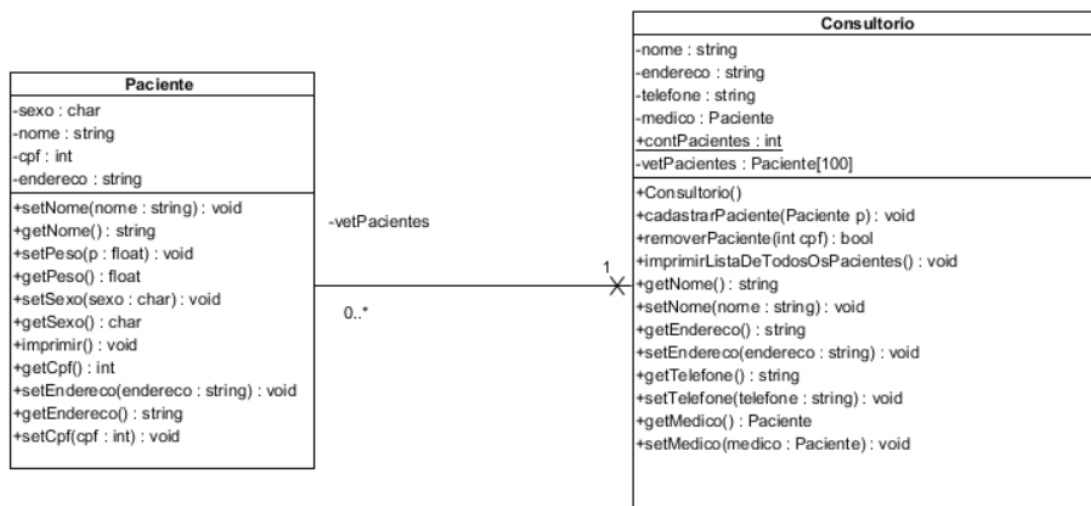 Paciente
-sexo : char
-nome : string
-cpf : int
-endereco : string
+setNome(nome : string) : void
+getNome() : string
+setPeso(p : float) : void
+getPeso() : float
+setSexo(sexo : char) : void
+getSexo() : char
+imprimir() : void
+getCpf() : int
+setEndereco(endereco : string) : void
+getEndereco() : string
+setCpf(cpf : int) : void
-vetPacientes
0..*
1
Consultorio
-nome : string
-endereco : string
-telefone : string
-medico : Paciente
+contPacientes : int
-vetPacientes : Paciente[100]
+Consultorio()
+cadastrarPaciente(Paciente p) : void
+removerPaciente(int cpf) : bool
+imprimirListaDeTodosOsPacientes() : void
+getNome() : string
+setNome(nome : string) : void
+getEndereco() : string
+setEndereco(endereco : string) : void
+getTelefone() : string
+setTelefone(telefone : string) : void
+getMedico() : Paciente
+setMedico(medico : Paciente) : void